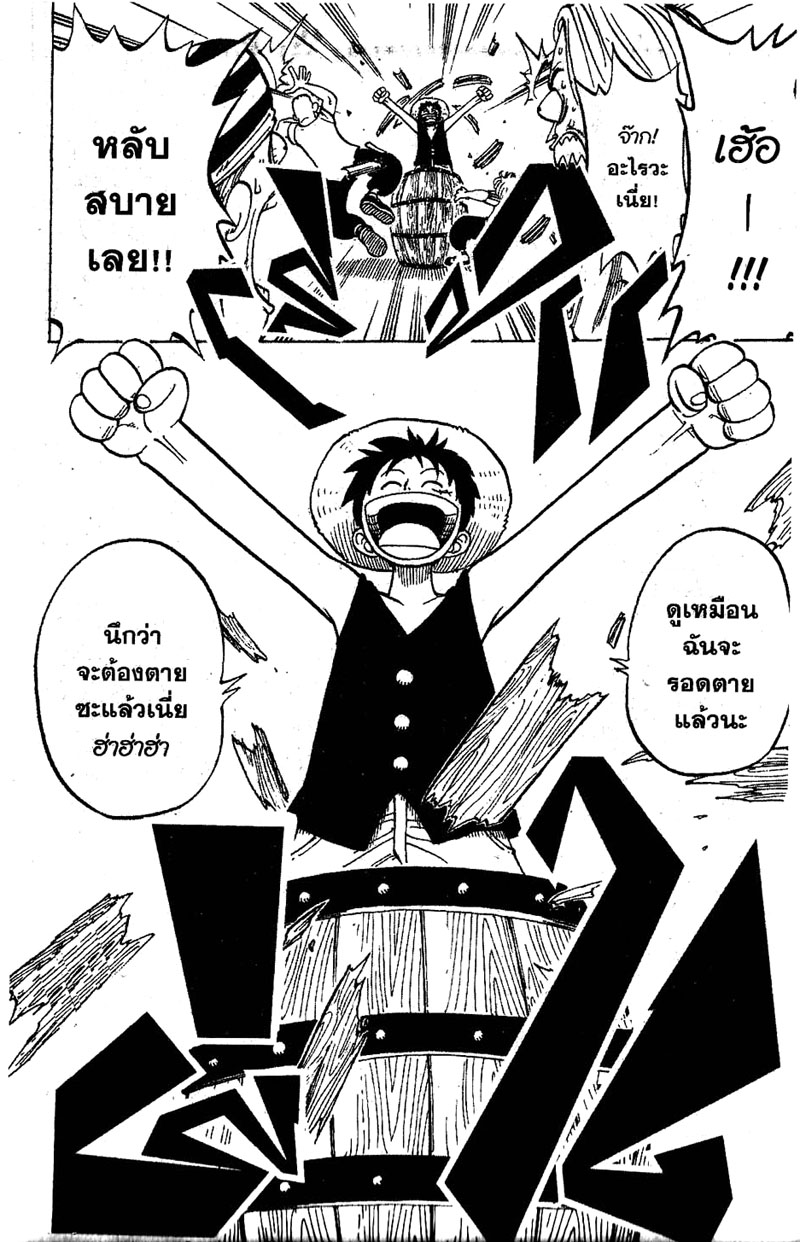 เฮ้อ
—
!!!
จ๊าก!
อะไรวะ
เนี่ย!
หลับ
สบาย
เลย!!
ดูเหมือน
ฉันจะ
รอดตาย
แล้วนะ
นึกว่า
จะต้องตาย
ซะแล้วเนี่ย
ฮ่าฮ่าฮ่า